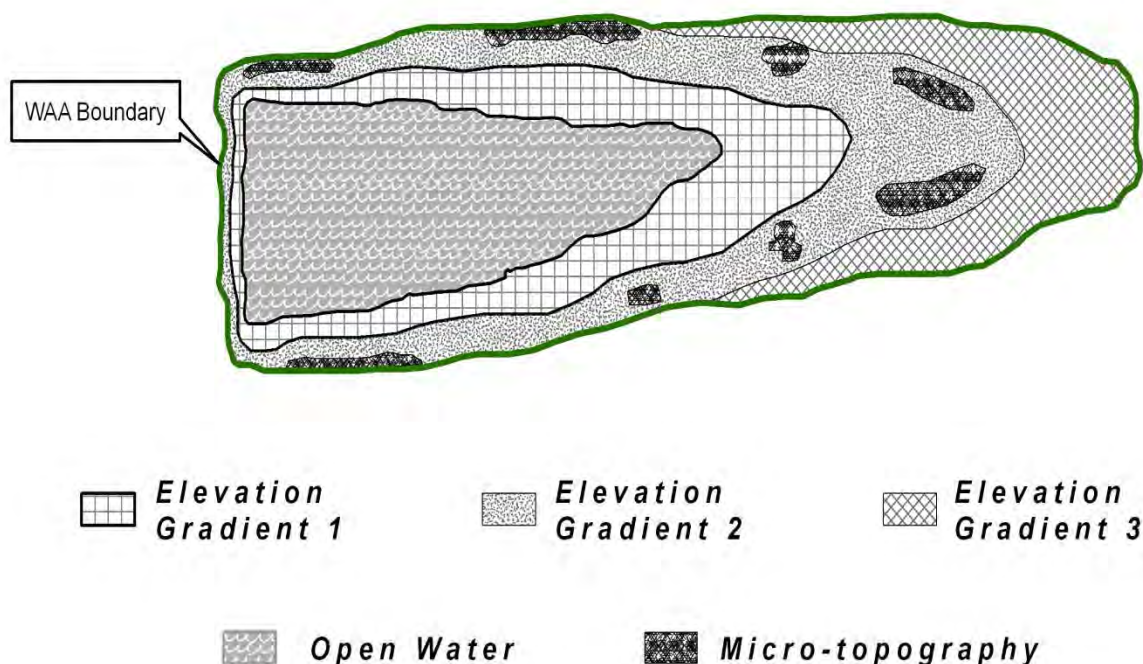 WAA Boundary
Elevation
Gradient 1
Elevation
Gradient 2
Elevation
Gradient 3
Open Water
Micro-topography